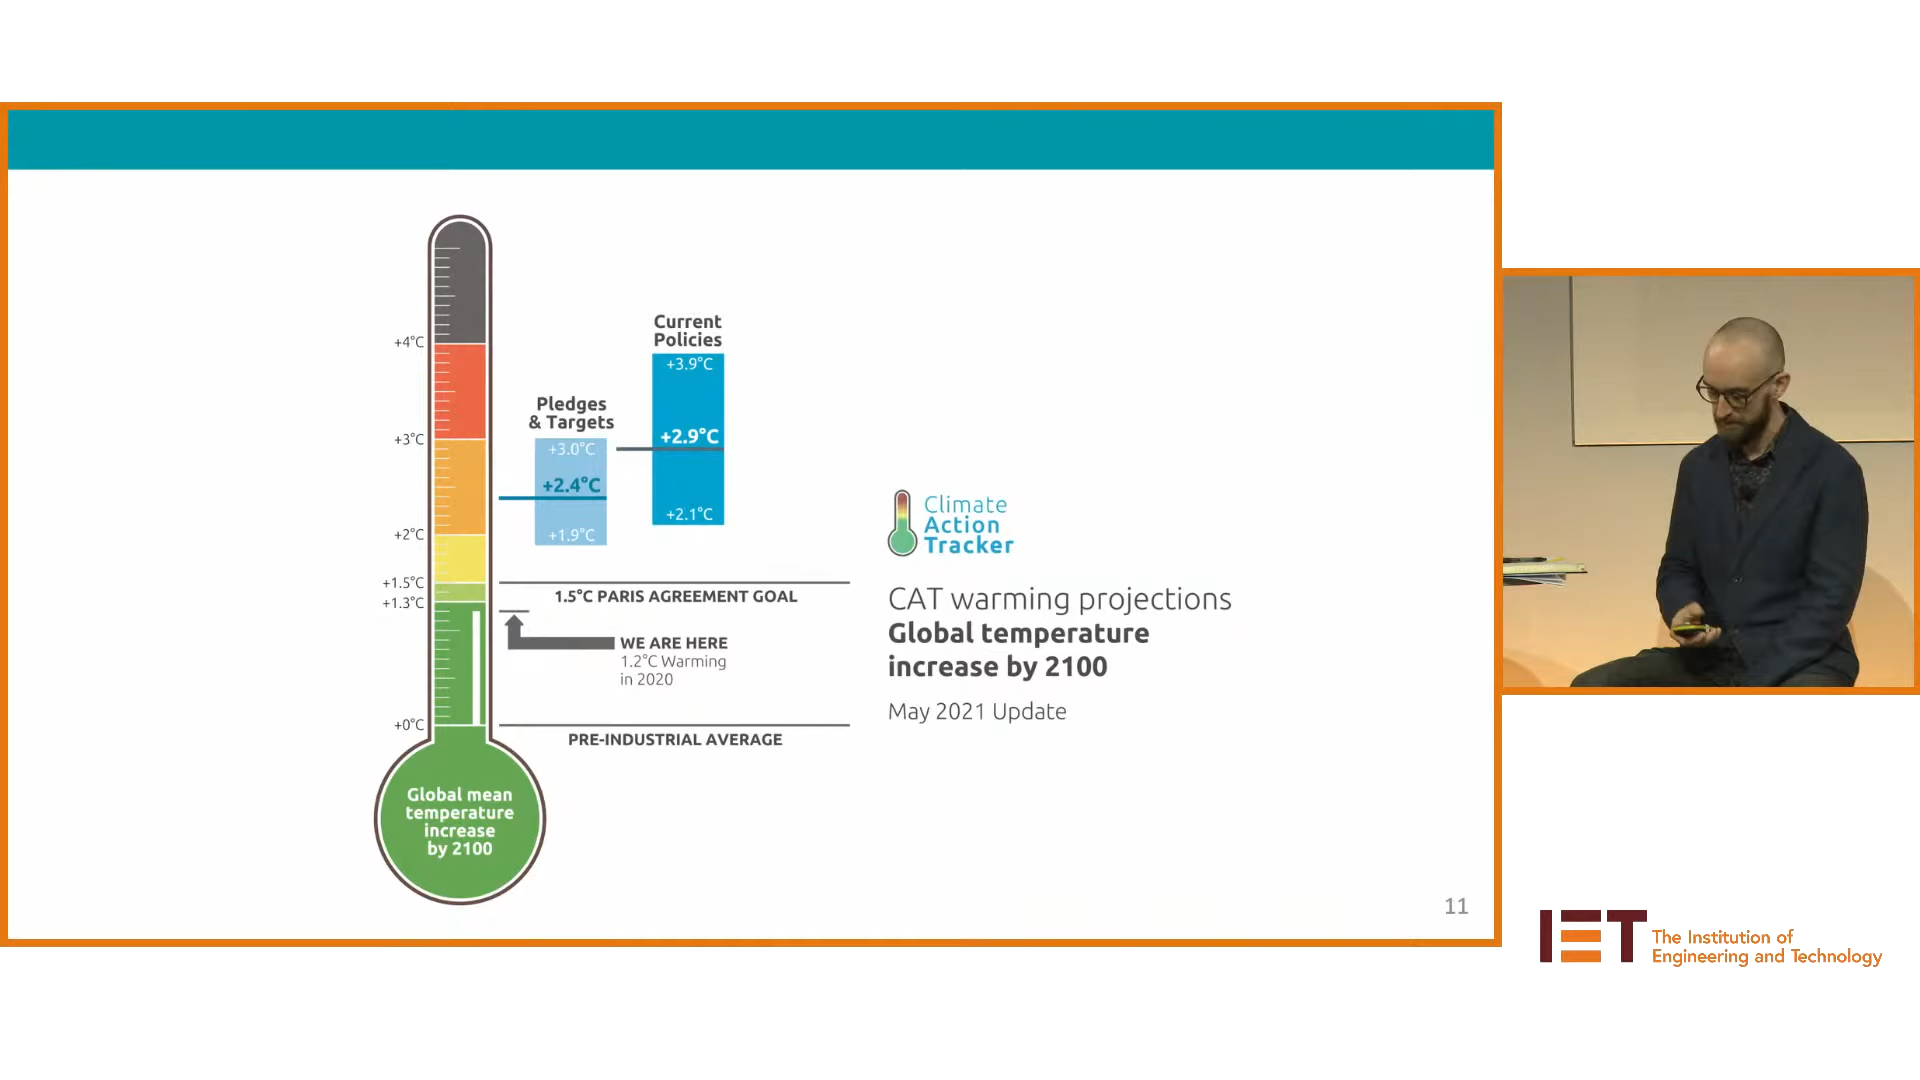 +4°C
+3°C
+2°C
+1.5°C
+1.3°C
+0°C
Pledges
& Targets
+3.0°C
+2.4°C
+1.9°C
Current
Policies
+3.9°C
+2.9°C
+2.1°C
1.5°C PARIS AGREEMENT GOAL
WE ARE HERE
1.2°C Warming
in 2020
PRE-INDUSTRIAL AVERAGE
Global mean
temperature
increase
by 2100
Climate
Action
Tracker
CAT warming projections
Global temperature
increase by 2100
May 2021 Update
11
IET
The Institution of
Engineering and Technology